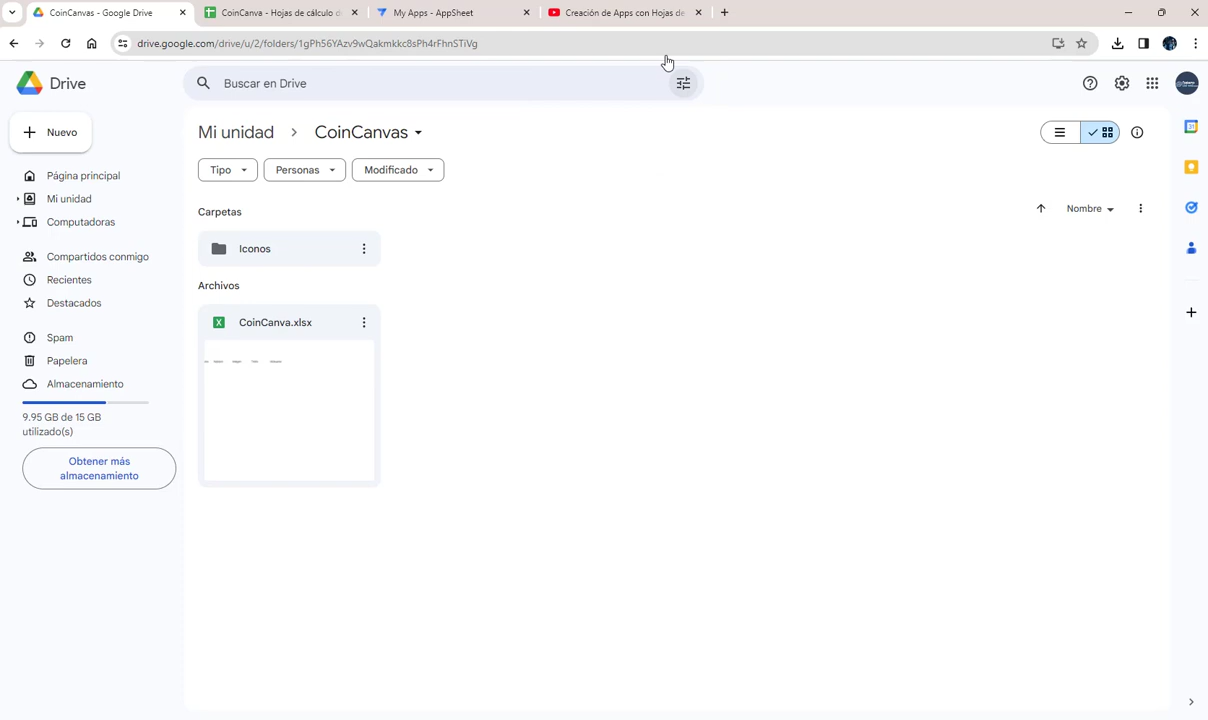 CoinCanvas - Google Drive
CoinCanva - Hojas de cálculo d
My Apps - AppSheet
Creación de Apps con Hojas de
drive.google.com/drive/u/2/folders/1gPh56YAzv9wQakmkkc8sPh4rFhnSTiVg
Drive
Buscar en Drive
Nuevo
Mi unidad
CoinCanvas
Tipo
Personas
Modificado
Página principal
Mi unidad
Computadoras
Compartidos conmigo
Recientes
Destacados
Spam
Papelera
Almacenamiento
9.95 GB de 15 GB
utilizado(s)
Obtener más
almacenamiento
Carpetas
Nombre
Iconos
Archivos
CoinCanva.xlsx
31